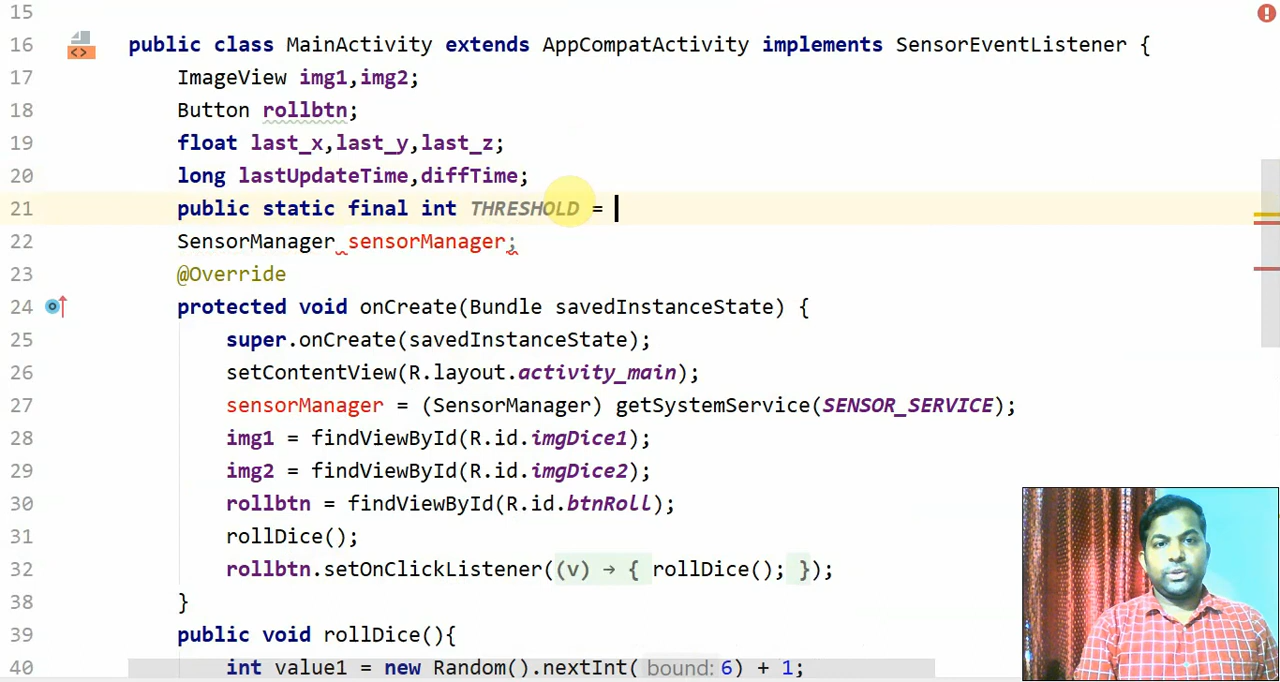 15
16 public class MainActivity extends AppCompatActivity implements SensorEventListener {
17 ImageView img1,img2;
18 Button rollbtn;
19 float last_x,last_y,last_z;
20 long lastUpdateTime,diffTime;
21 public static final int THRESHOLD =
22 SensorManager sensorManager;
23 @Override
24 protected void onCreate(Bundle savedInstanceState) {
25 super.onCreate(savedInstanceState);
26 setContentView(R.layout.activity_main);
27 sensorManager = (SensorManager) getSystemService(SENSOR_SERVICE);
28 img1 = findViewById(R.id.imgDice1);
29 img2 = findViewById(R.id.imgDice2);
30 rollbtn = findViewById(R.id.btnRoll);
31 rollDice();
32 rollbtn.setOnClickListener((v) → { rollDice(); });
38 }
39 public void rollDice(){
40 int value1 = new Random().nextInt( bound: 6) + 1;